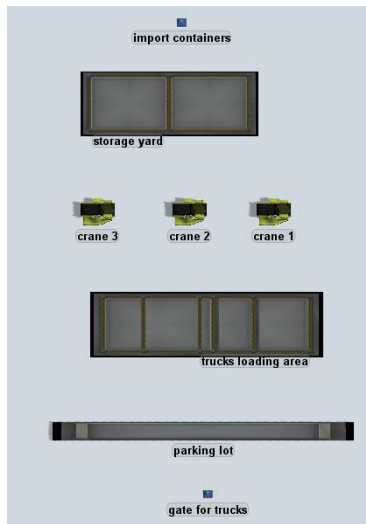 import containers
storage yard
crane 3
crane 2
crane 1
trucks loading area
parking lot
gate for trucks